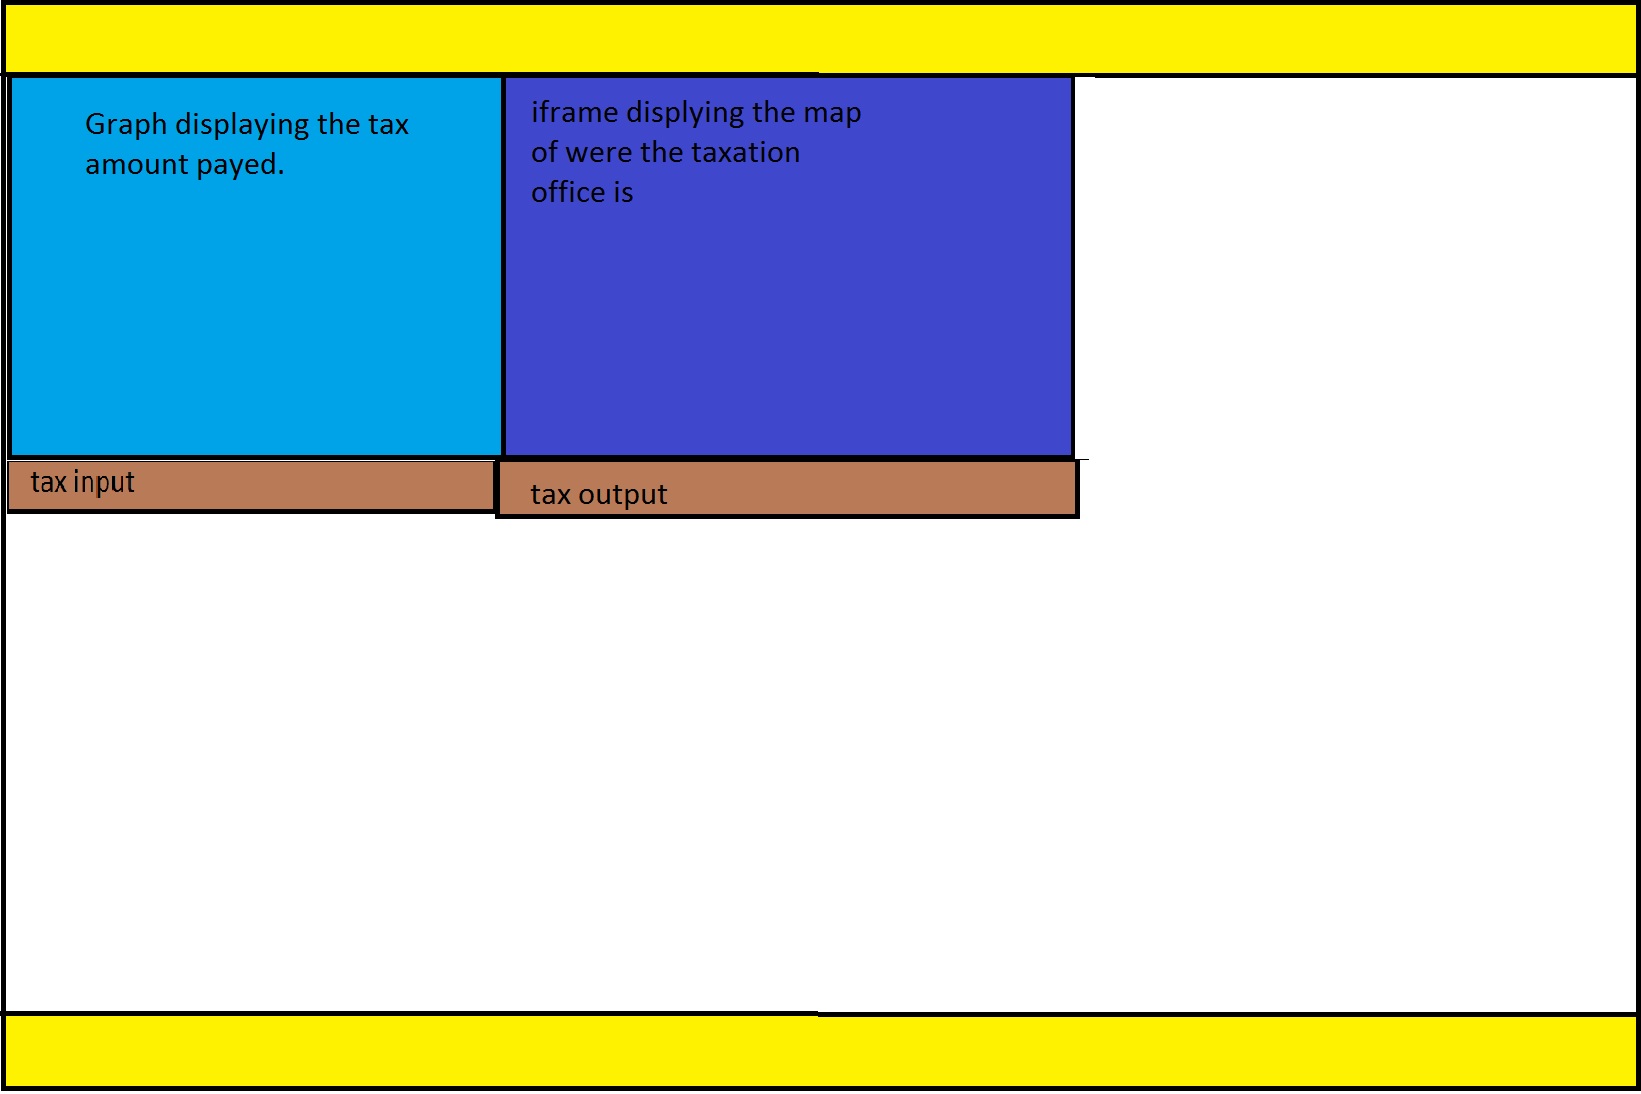 Graph displaying the tax
amount payed.
iframe displying the map
of were the taxation
office is
tax input
tax output